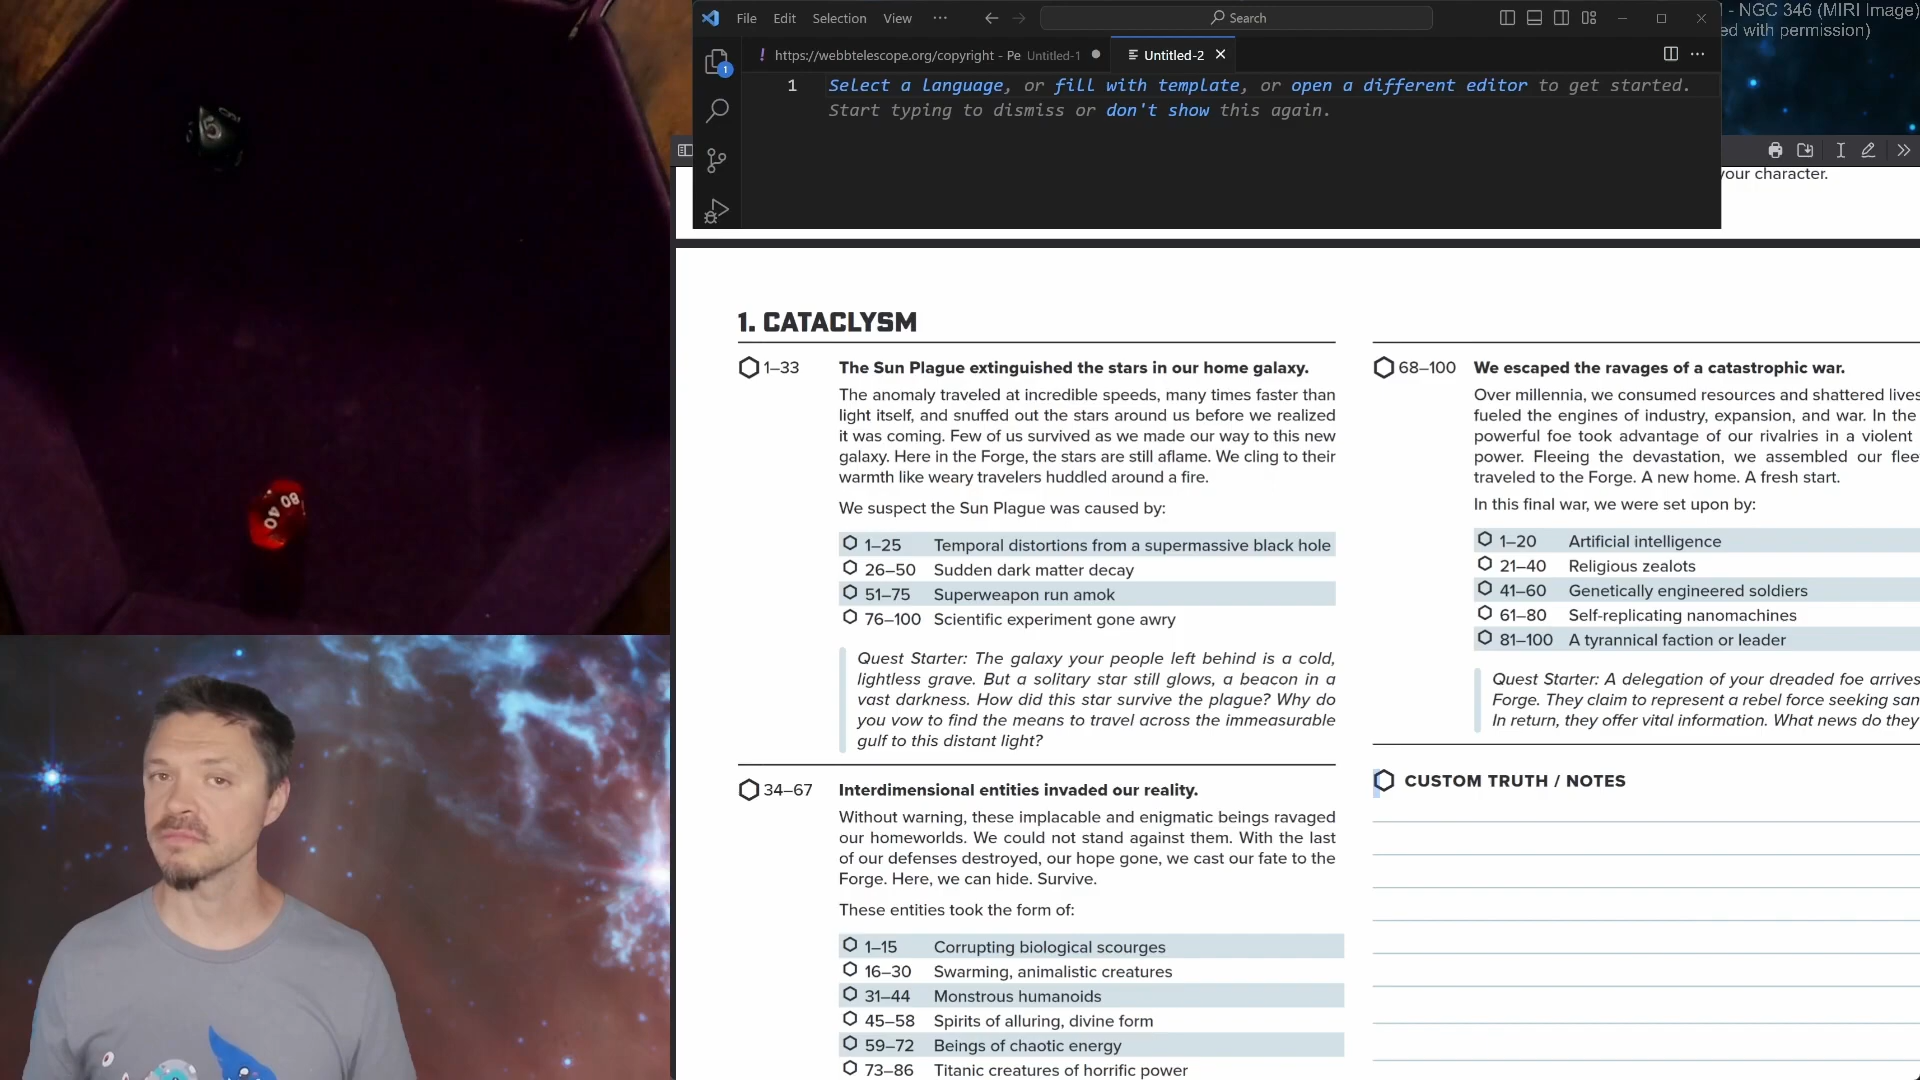 File Edit Selection View ··· Search
https://webbtelescope.org/copyright - Pe Untitled-1 Untitled-2
1 Select a language, or fill with template, or open a different editor to get started.
Start typing to dismiss or don't show this again.
- NGC 346 (MIRI Image)
ed with permission)
your character.
5
80
40
1. CATACLYSM
1–33 The Sun Plague extinguished the stars in our home galaxy.
The anomaly traveled at incredible speeds, many times faster than
light itself, and snuffed out the stars around us before we realized
it was coming. Few of us survived as we made our way to this new
galaxy. Here in the Forge, the stars are still aflame. We cling to their
warmth like weary travelers huddled around a fire.
We suspect the Sun Plague was caused by:
1–25 Temporal distortions from a supermassive black hole
26–50 Sudden dark matter decay
51–75 Superweapon run amok
76–100 Scientific experiment gone awry
Quest Starter: The galaxy your people left behind is a cold,
lightless grave. But a solitary star still glows, a beacon in a
vast darkness. How did this star survive the plague? Why do
you vow to find the means to travel across the immeasurable
gulf to this distant light?
34–67 Interdimensional entities invaded our reality.
Without warning, these implacable and enigmatic beings ravaged
our homeworlds. We could not stand against them. With the last
of our defenses destroyed, our hope gone, we cast our fate to the
Forge. Here, we can hide. Survive.
These entities took the form of:
1–15 Corrupting biological scourges
16–30 Swarming, animalistic creatures
31–44 Monstrous humanoids
45–58 Spirits of alluring, divine form
59–72 Beings of chaotic energy
73–86 Titanic creatures of horrific power
68–100 We escaped the ravages of a catastrophic war.
Over millennia, we consumed resources and shattered lives
fueled the engines of industry, expansion, and war. In the
powerful foe took advantage of our rivalries in a violent
power. Fleeing the devastation, we assembled our flee
traveled to the Forge. A new home. A fresh start.
In this final war, we were set upon by:
1–20 Artificial intelligence
21–40 Religious zealots
41–60 Genetically engineered soldiers
61–80 Self-replicating nanomachines
81–100 A tyrannical faction or leader
Quest Starter: A delegation of your dreaded foe arrives
Forge. They claim to represent a rebel force seeking san
In return, they offer vital information. What news do they
CUSTOM TRUTH / NOTES